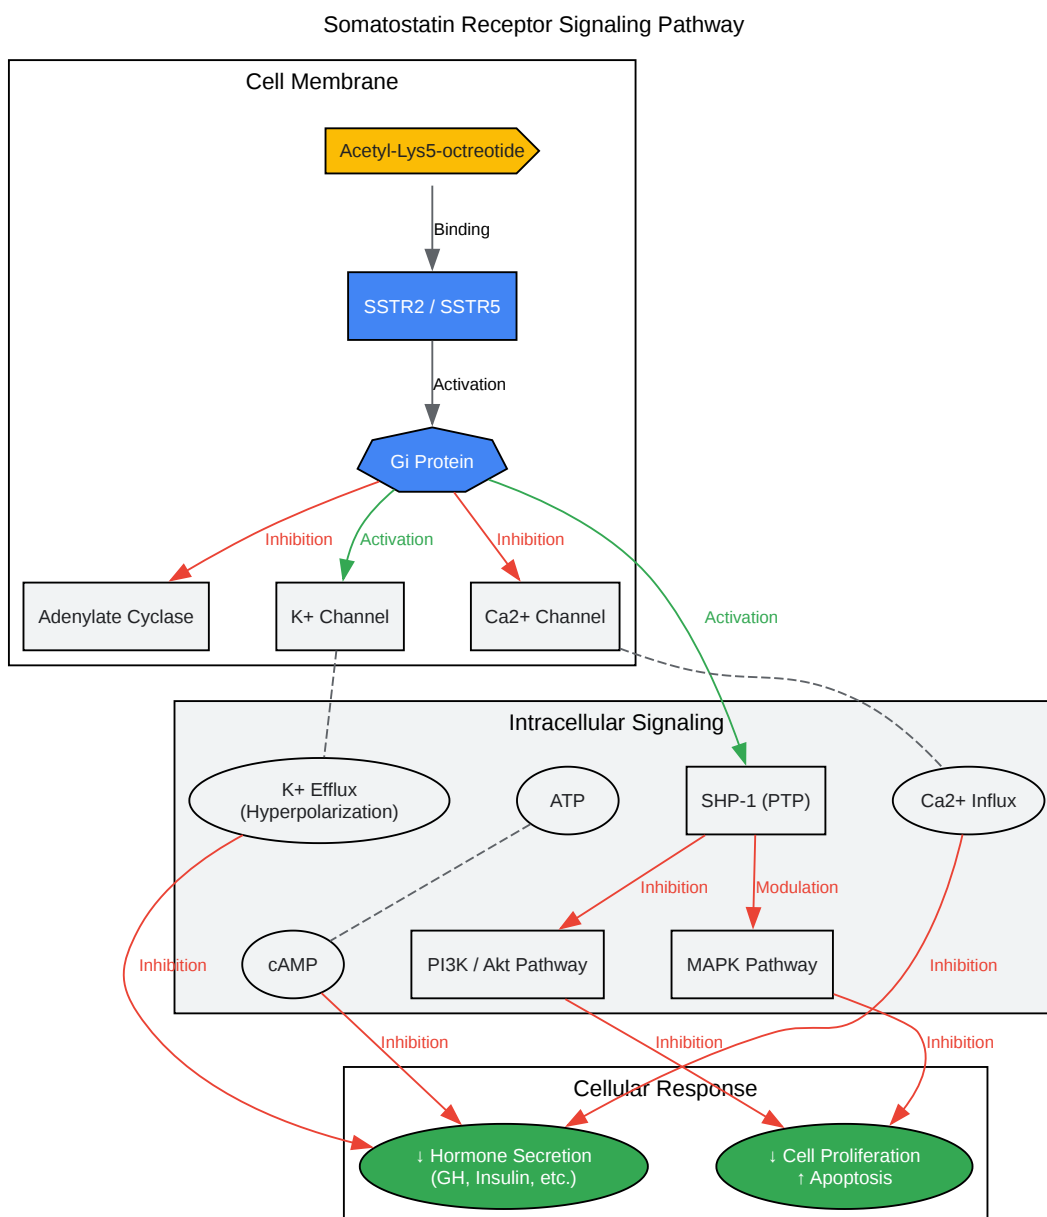 Somatostatin Receptor Signaling Pathway
Cell Membrane
Acetyl-Lys5-octreotide
Binding
SSTR2 / SSTR5
Activation
Gi Protein
Inhibition
Activation
Inhibition
Adenylate Cyclase
K+ Channel
Ca2+ Channel
Activation
Intracellular Signaling
K+ Efflux
(Hyperpolarization)
ATP
SHP-1 (PTP)
Ca2+ Influx
Inhibition
Modulation
cAMP
PI3K / Akt Pathway
MAPK Pathway
Inhibition
Inhibition
Inhibition
Inhibition
Inhibition
Cellular Response
↓ Hormone Secretion
(GH, Insulin, etc.)
↓ Cell Proliferation
↑ Apoptosis